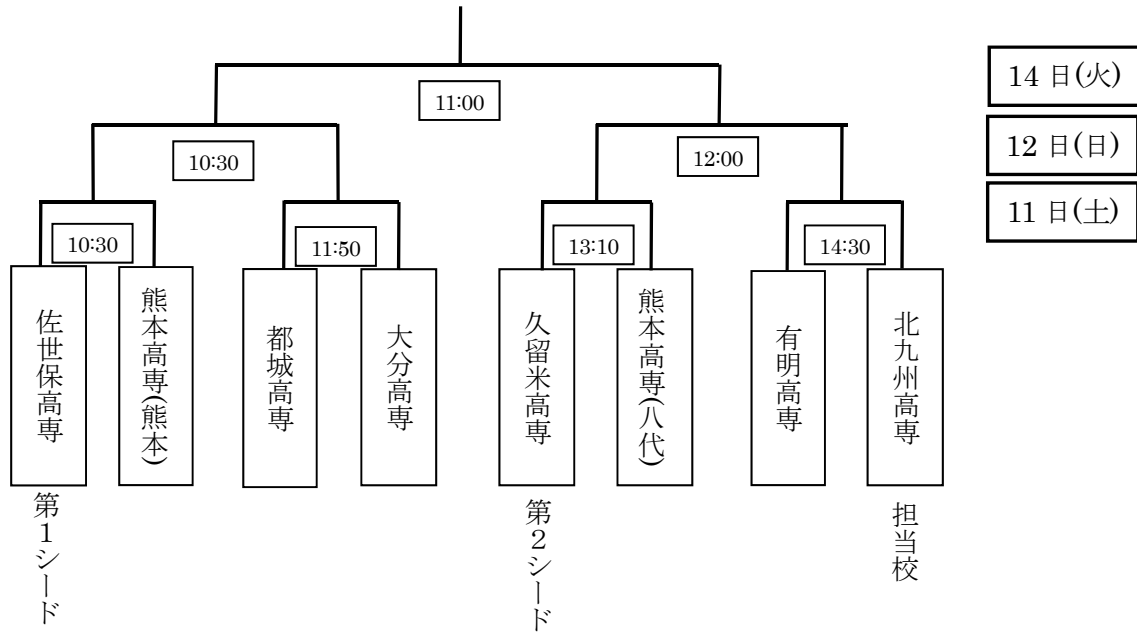 14 日(火)
11:00
12 日(日)
10:30
12:00
11 日(土)
10:30
11:50
13:10
14:30
佐世保高専
熊本高専(熊本)
都城高専
大分高専
久留米高専
熊本高専(八代)
有明高専
北九州高専
第1シード
第2シード
担当校